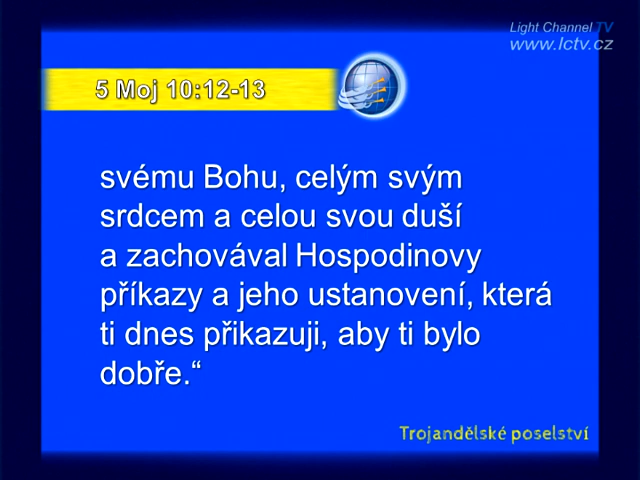 Light Channel TV
www.lctv.cz
5 Moj 10:12-13
svému Bohu, celým svým
srdcem a celou svou duší
a zachovával Hospodinovy
příkazy a jeho ustanovení, která
ti dnes přikazuji, aby ti bylo
dobře.“
Trojandělské poselství